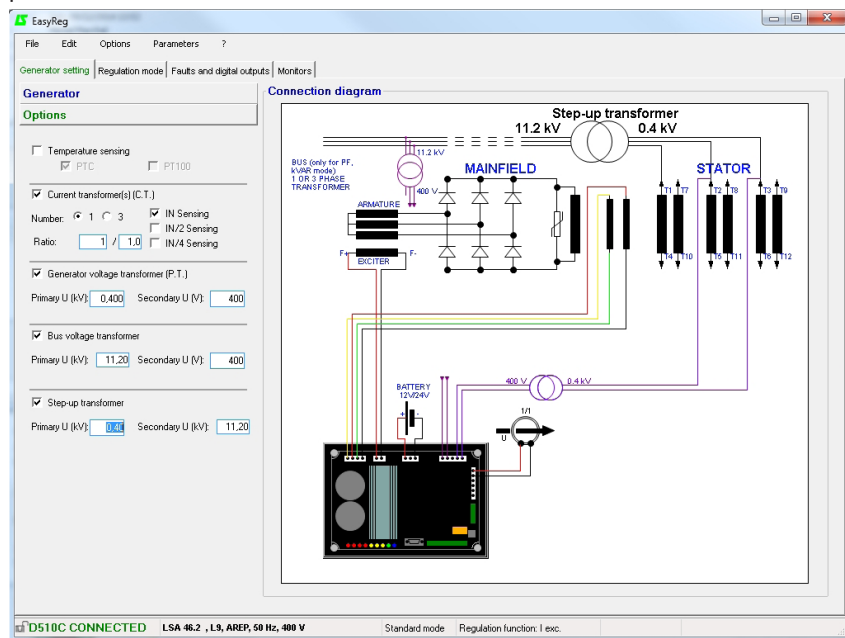 EasyReg
File Edit Options Parameters ?
Generator setting Regulation mode Faults and digital outputs Monitors
Generator
Options
Temperature sensing
PTC PT100
Current transformer(s) (C.T.)
Number: 1 3 IN Sensing
IN/2 Sensing
Ratio: 1 / 1,0 IN/4 Sensing
Generator voltage transformer (P.T.)
Primary U (kV): 0,400 Secondary U (V): 400
Bus voltage transformer
Primary U (kV): 11,20 Secondary U (V): 400
Step-up transformer
Primary U (kV): 0,40 Secondary U (kV): 11,20
Connection diagram
Step-up transformer
11.2 kV 0.4 kV
11.2 kV
BUS (only for PF,
kVAR mode)
1 OR 3 PHASE
TRANSFORMER
400 V
MAINFIELD
STATOR
ARMATURE
T1 T7 T2 T8 T3 T9
F+ F-
EXCITER
T4 T10 T5 T11 T6 T12
400 V 0.4 kV
BATTERY
12V/24V
+ -
1/1
U
D510C CONNECTED LSA 46.2 , L9, AREP, 50 Hz, 400 V Standard mode Regulation function: I exc.